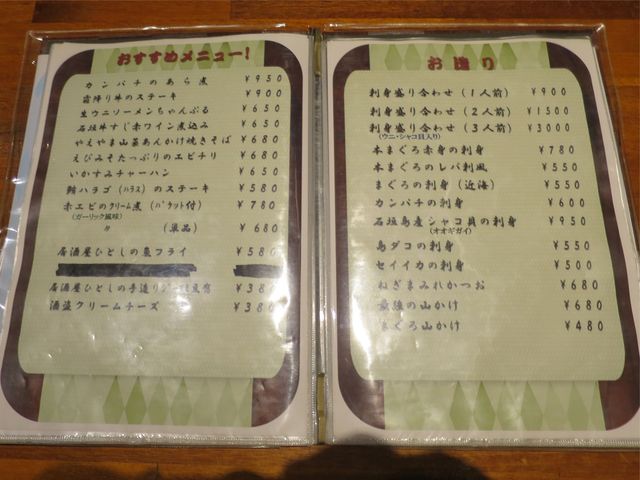 おすすめメニュー!
カンパチのあら煮 ¥950
霜降り牛のステーキ ¥900
生ウニソーメンちゃんぷる ¥650
石垣牛すじ赤ワイン煮込み ¥650
やえやま山菜あんかけ焼きそば ¥680
えびみそたっぷりのエビチリ ¥680
いかすみチャーハン ¥650
鮪ハラゴ(ハラス)のステーキ ¥580
赤エビのクリーム煮(バケット付) ¥780
(ガーリック風味)
〃 (単品) ¥680
居酒屋ひとしの魚フライ ¥580
居酒屋ひとしの手造り豆腐 ¥380
酒盗クリームチーズ ¥380
お造り
刺身盛り合わせ(1人前) ¥900
刺身盛り合わせ(2人前) ¥1500
刺身盛り合わせ(3人前) ¥3000
(ウニ・シャコ貝入り)
本まぐろ赤身の刺身 ¥780
本まぐろのレバ刺風 ¥550
まぐろの刺身(近海) ¥550
カンパチの刺身 ¥600
石垣島産シャコ貝の刺身 ¥950
(オオギガイ)
島ダコの刺身 ¥550
セイイカの刺身 ¥500
ねぎまみれかつお ¥680
最強の山かけ ¥680
まぐろ山かけ ¥480